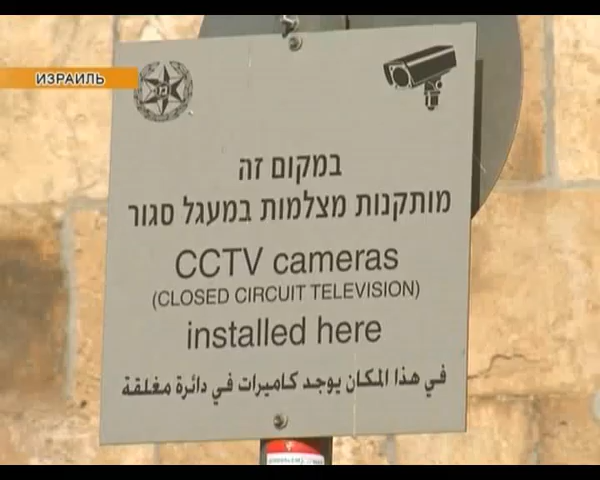 ИЗРАИЛЬ
במקום זה
מותקנות מצלמות במעגל סגור
CCTV cameras
(CLOSED CIRCUIT TELEVISION)
installed here
في هذا المكان يوجد كاميرات في دائرة مغلقة